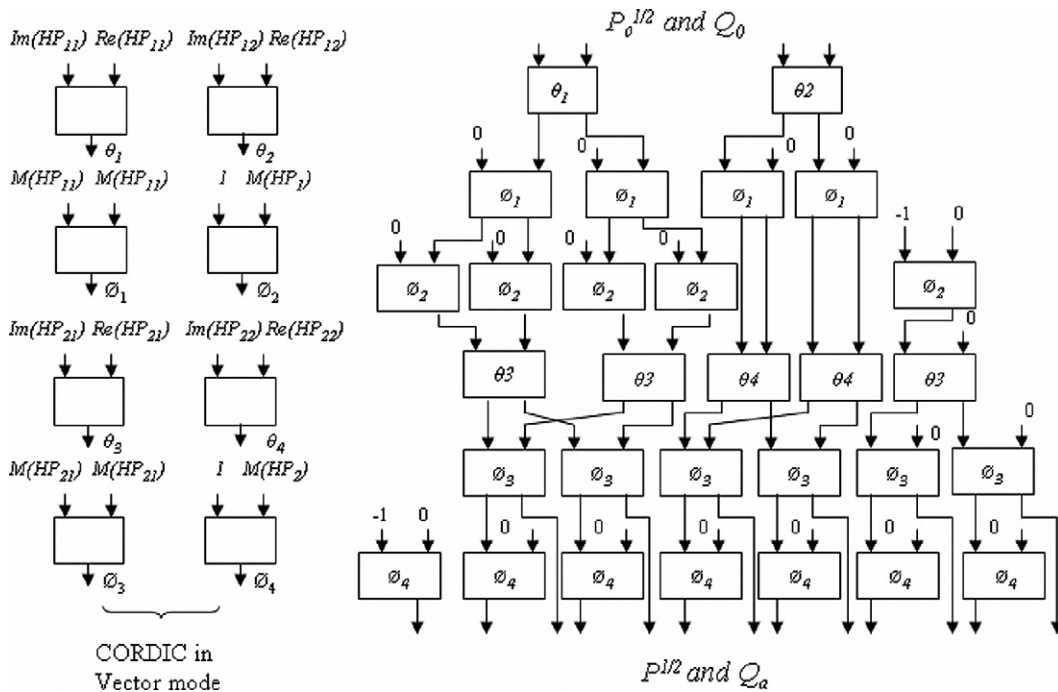 Im(HP11) Re(HP11) Im(HP12) Re(HP12)
θ1 θ2
M(HP11) M(HP11) 1 M(HP1)
Ø1 Ø2
Im(HP21) Re(HP21) Im(HP22) Re(HP22)
θ3 θ4
M(HP21) M(HP21) 1 M(HP2)
Ø3 Ø4
CORDIC in
Vector mode
Po^1/2 and Q0
θ1 θ2
0 0 0 0
Ø1 Ø1 Ø1 Ø1
0 0 0 0 -1 0
Ø2 Ø2 Ø2 Ø2 Ø2
0
θ3 θ3 θ4 θ4 θ3
0 0
Ø3 Ø3 Ø3 Ø3 Ø3 Ø3
-1 0 0 0 0 0 0 0
Ø4 Ø4 Ø4 Ø4 Ø4 Ø4 Ø4
P^1/2 and Qa